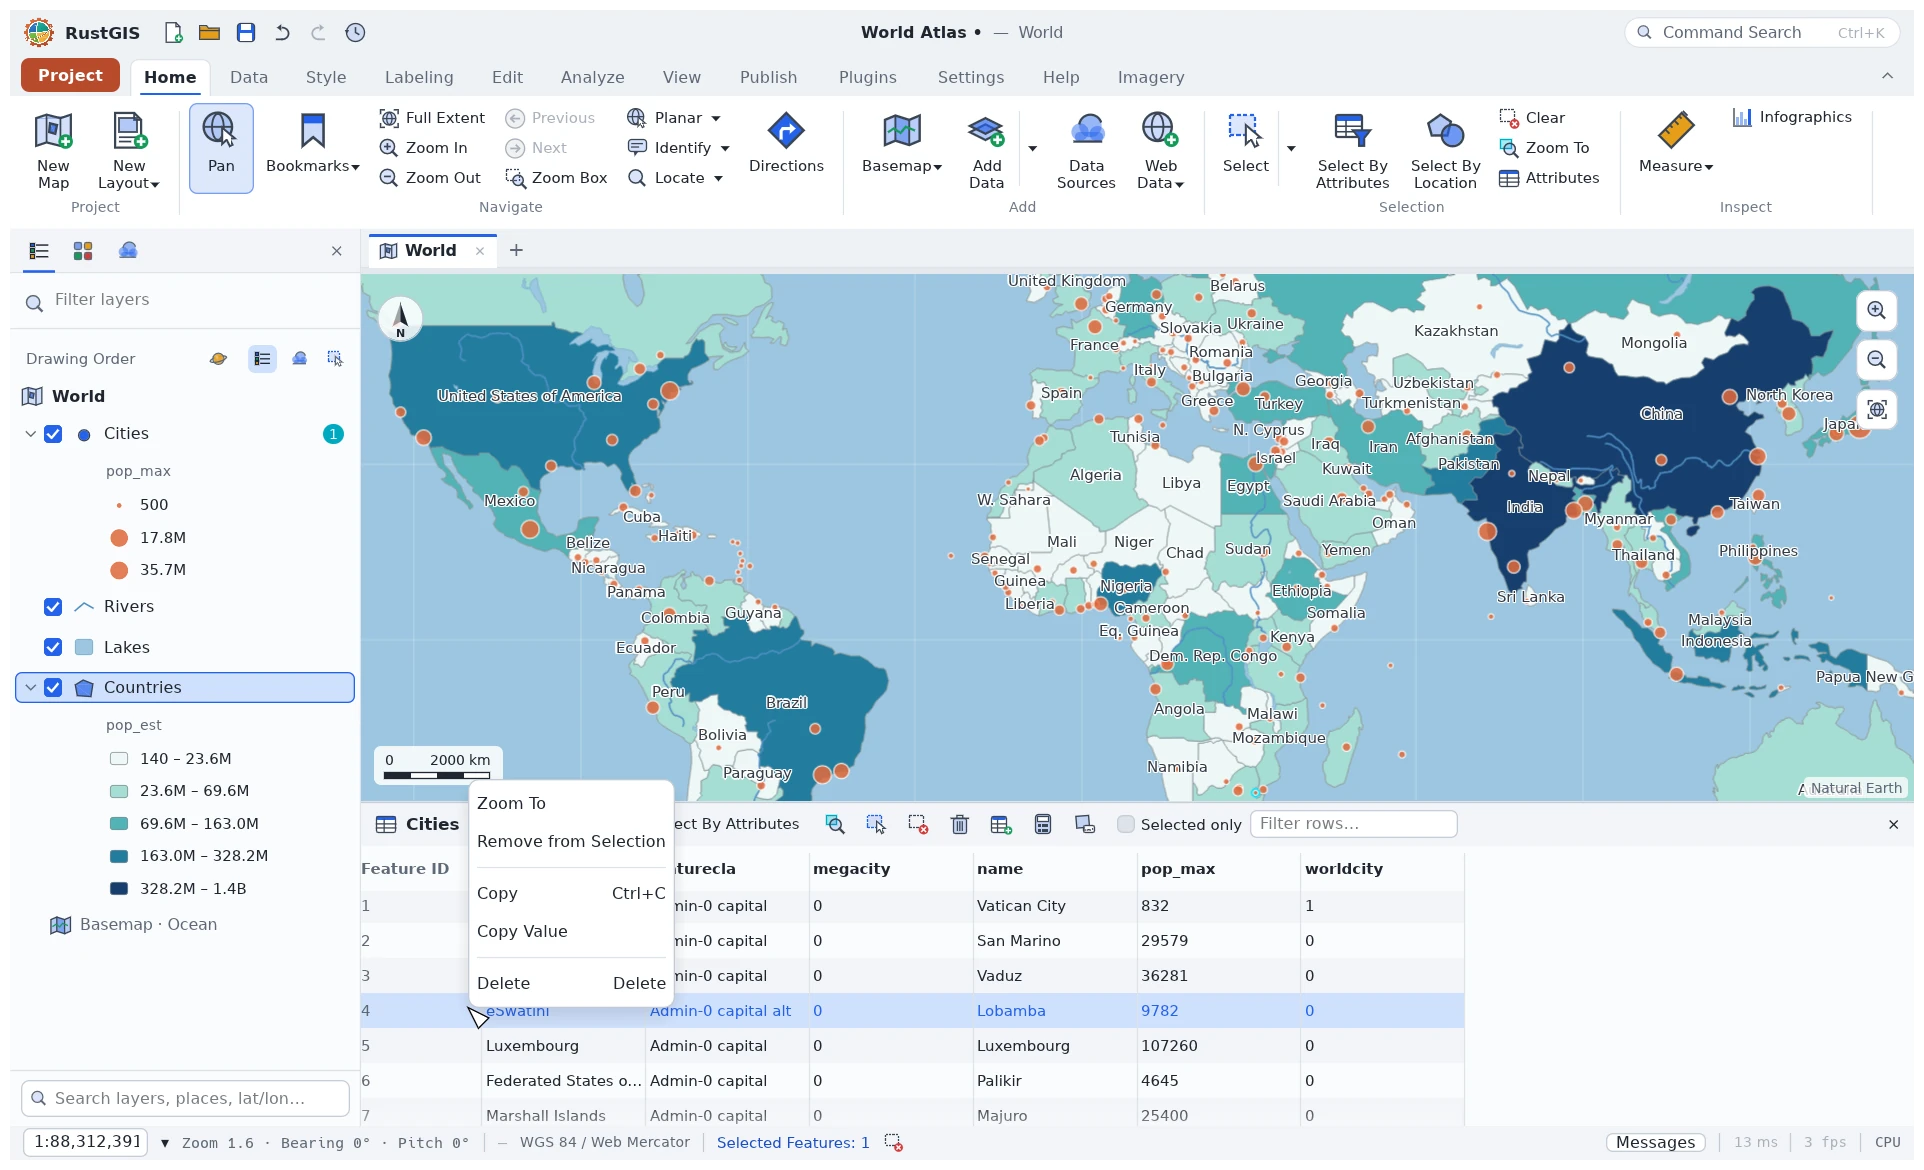 RustGIS
World Atlas • — World
Command Search Ctrl+K
Project Home Data Style Labeling Edit Analyze View Publish Plugins Settings Help Imagery
New Map
New Layout
Project
Pan
Bookmarks
Full Extent
Zoom In
Zoom Out
Previous
Next
Zoom Box
Planar
Identify
Locate
Directions
Navigate
Basemap
Add Data
Data Sources
Web Data
Add
Select
Select By Attributes
Select By Location
Clear
Zoom To
Attributes
Selection
Measure
Infographics
Inspect
World
Filter layers
Drawing Order
World
Cities 1
pop_max
500
17.8M
35.7M
Rivers
Lakes
Countries
pop_est
140 – 23.6M
23.6M – 69.6M
69.6M – 163.0M
163.0M – 328.2M
328.2M – 1.4B
Basemap · Ocean
Search layers, places, lat/lon...
N
United Kingdom
Belarus
Germany
Slovakia
Ukraine
Kazakhstan
France
Romania
Mongolia
Italy
Bulgaria
Georgia
Uzbekistan
Spain
Greece
Turkey
Turkmenistan
North Korea
United States of America
China
Tunisia
N. Cyprus
Iraq
Iran
Afghanistan
Israel
Kuwait
Pakistan
Nepal
Algeria
Libya
Egypt
Mexico
W. Sahara
Saudi Arabia
India
Taiwan
Cuba
Oman
Myanmar
Belize
Haiti
Mali
Niger
Chad
Sudan
Yemen
Thailand
Philippines
Nicaragua
Senegal
Guinea
Nigeria
Ethiopia
Sri Lanka
Panama
Liberia
Cameroon
Somalia
Malaysia
Colombia
Guyana
Eq. Guinea
Kenya
Indonesia
Ecuador
Dem. Rep. Congo
Papua New G
Peru
Brazil
Angola
Malawi
Bolivia
Mozambique
Paraguay
Namibia
0 2000 km
Natural Earth
Zoom To
Remove from Selection
Copy Ctrl+C
Copy Value
Delete Delete
Cities
ect By Attributes
Selected only
Filter rows...
Feature ID turecla megacity name pop_max worldcity
1 min-0 capital 0 Vatican City 832 1
2 min-0 capital 0 San Marino 29579 0
3 min-0 capital 0 Vaduz 36281 0
4 eSwatini Admin-0 capital alt 0 Lobamba 9782 0
5 Luxembourg Admin-0 capital 0 Luxembourg 107260 0
6 Federated States o... Admin-0 capital 0 Palikir 4645 0
7 Marshall Islands Admin-0 capital 0 Majuro 25400 0
1:88,312,391 Zoom 1.6 · Bearing 0° · Pitch 0° — WGS 84 / Web Mercator Selected Features: 1
Messages 13 ms 3 fps CPU